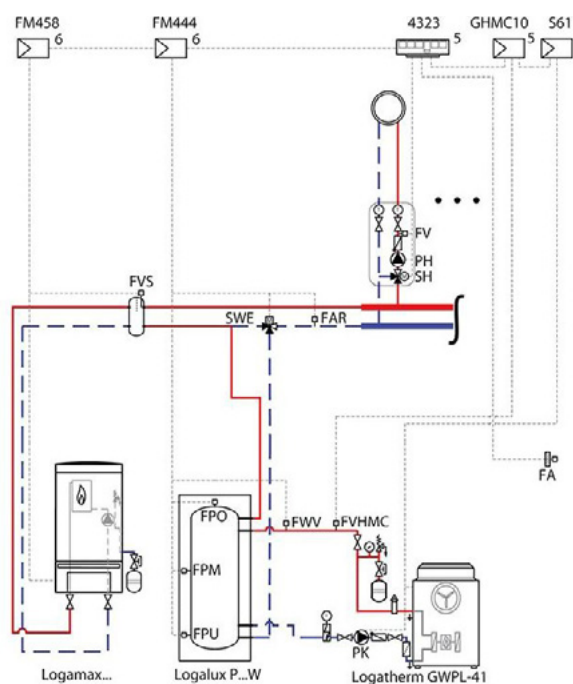 FM458 FM444 4323 GHMC10 S61
6 6 5 5
FV
PH
SH
FVS
SWE FAR
FA
FPO FWV FVHMC
FPM
FPU
PK
Logamax... Logalux P...W Logatherm GWPL-41